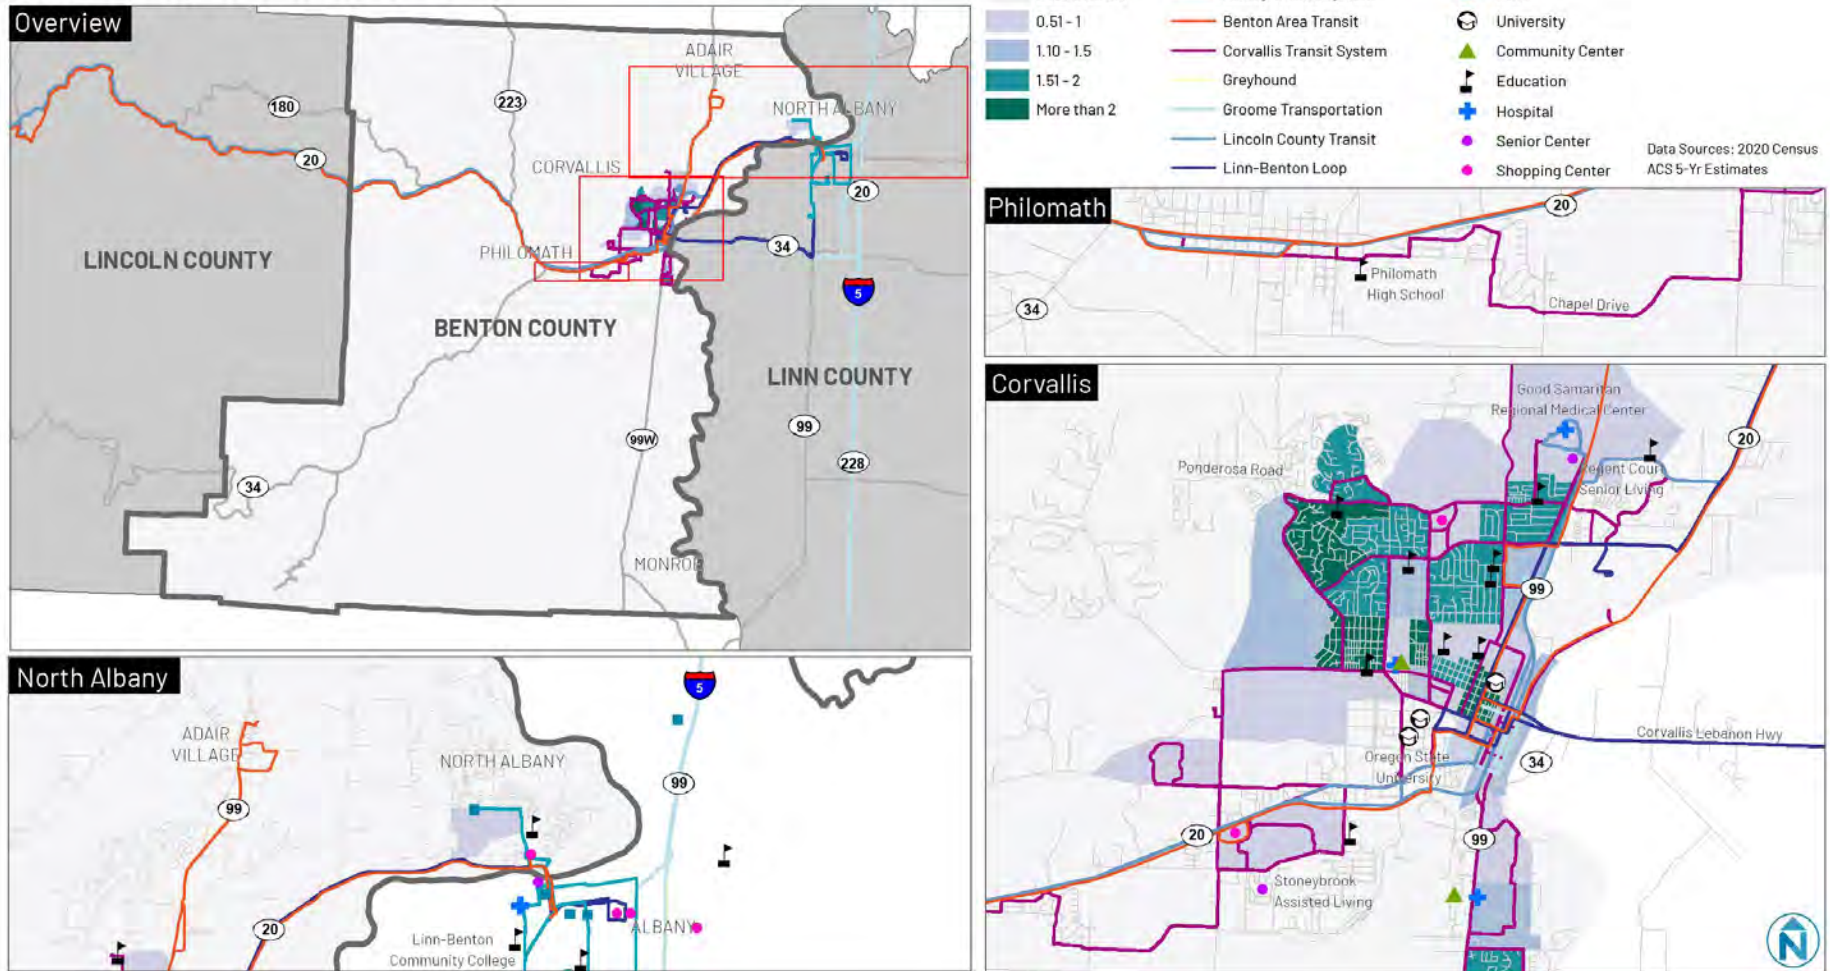 Overview
ADAIR
VILLAGE
NORTH ALBANY
180
223
20
CORVALLIS
20
LINCOLN COUNTY
PHILOMATH
34
5
BENTON COUNTY
LINN COUNTY
99W
99
228
34
MONROE
0.51 - 1
1.10 - 1.5
1.51 - 2
More than 2
Benton Area Transit
Corvallis Transit System
Greyhound
Groome Transportation
Lincoln County Transit
Linn-Benton Loop
University
Community Center
Education
Hospital
Senior Center
Shopping Center
Data Sources: 2020 Census
ACS 5-Yr Estimates
Philomath
20
Philomath
High School
Chapel Drive
34
Corvallis
Good Samaritan
Regional Medical Center
20
Ponderosa Road
Regent Court
Senior Living
99
Corvallis Lebanon Hwy
Oregon State
University
34
20
99
Stoneybrook
Assisted Living
N
North Albany
5
ADAIR
VILLAGE
NORTH ALBANY
99
99
20
ALBANY
Linn-Benton
Community College